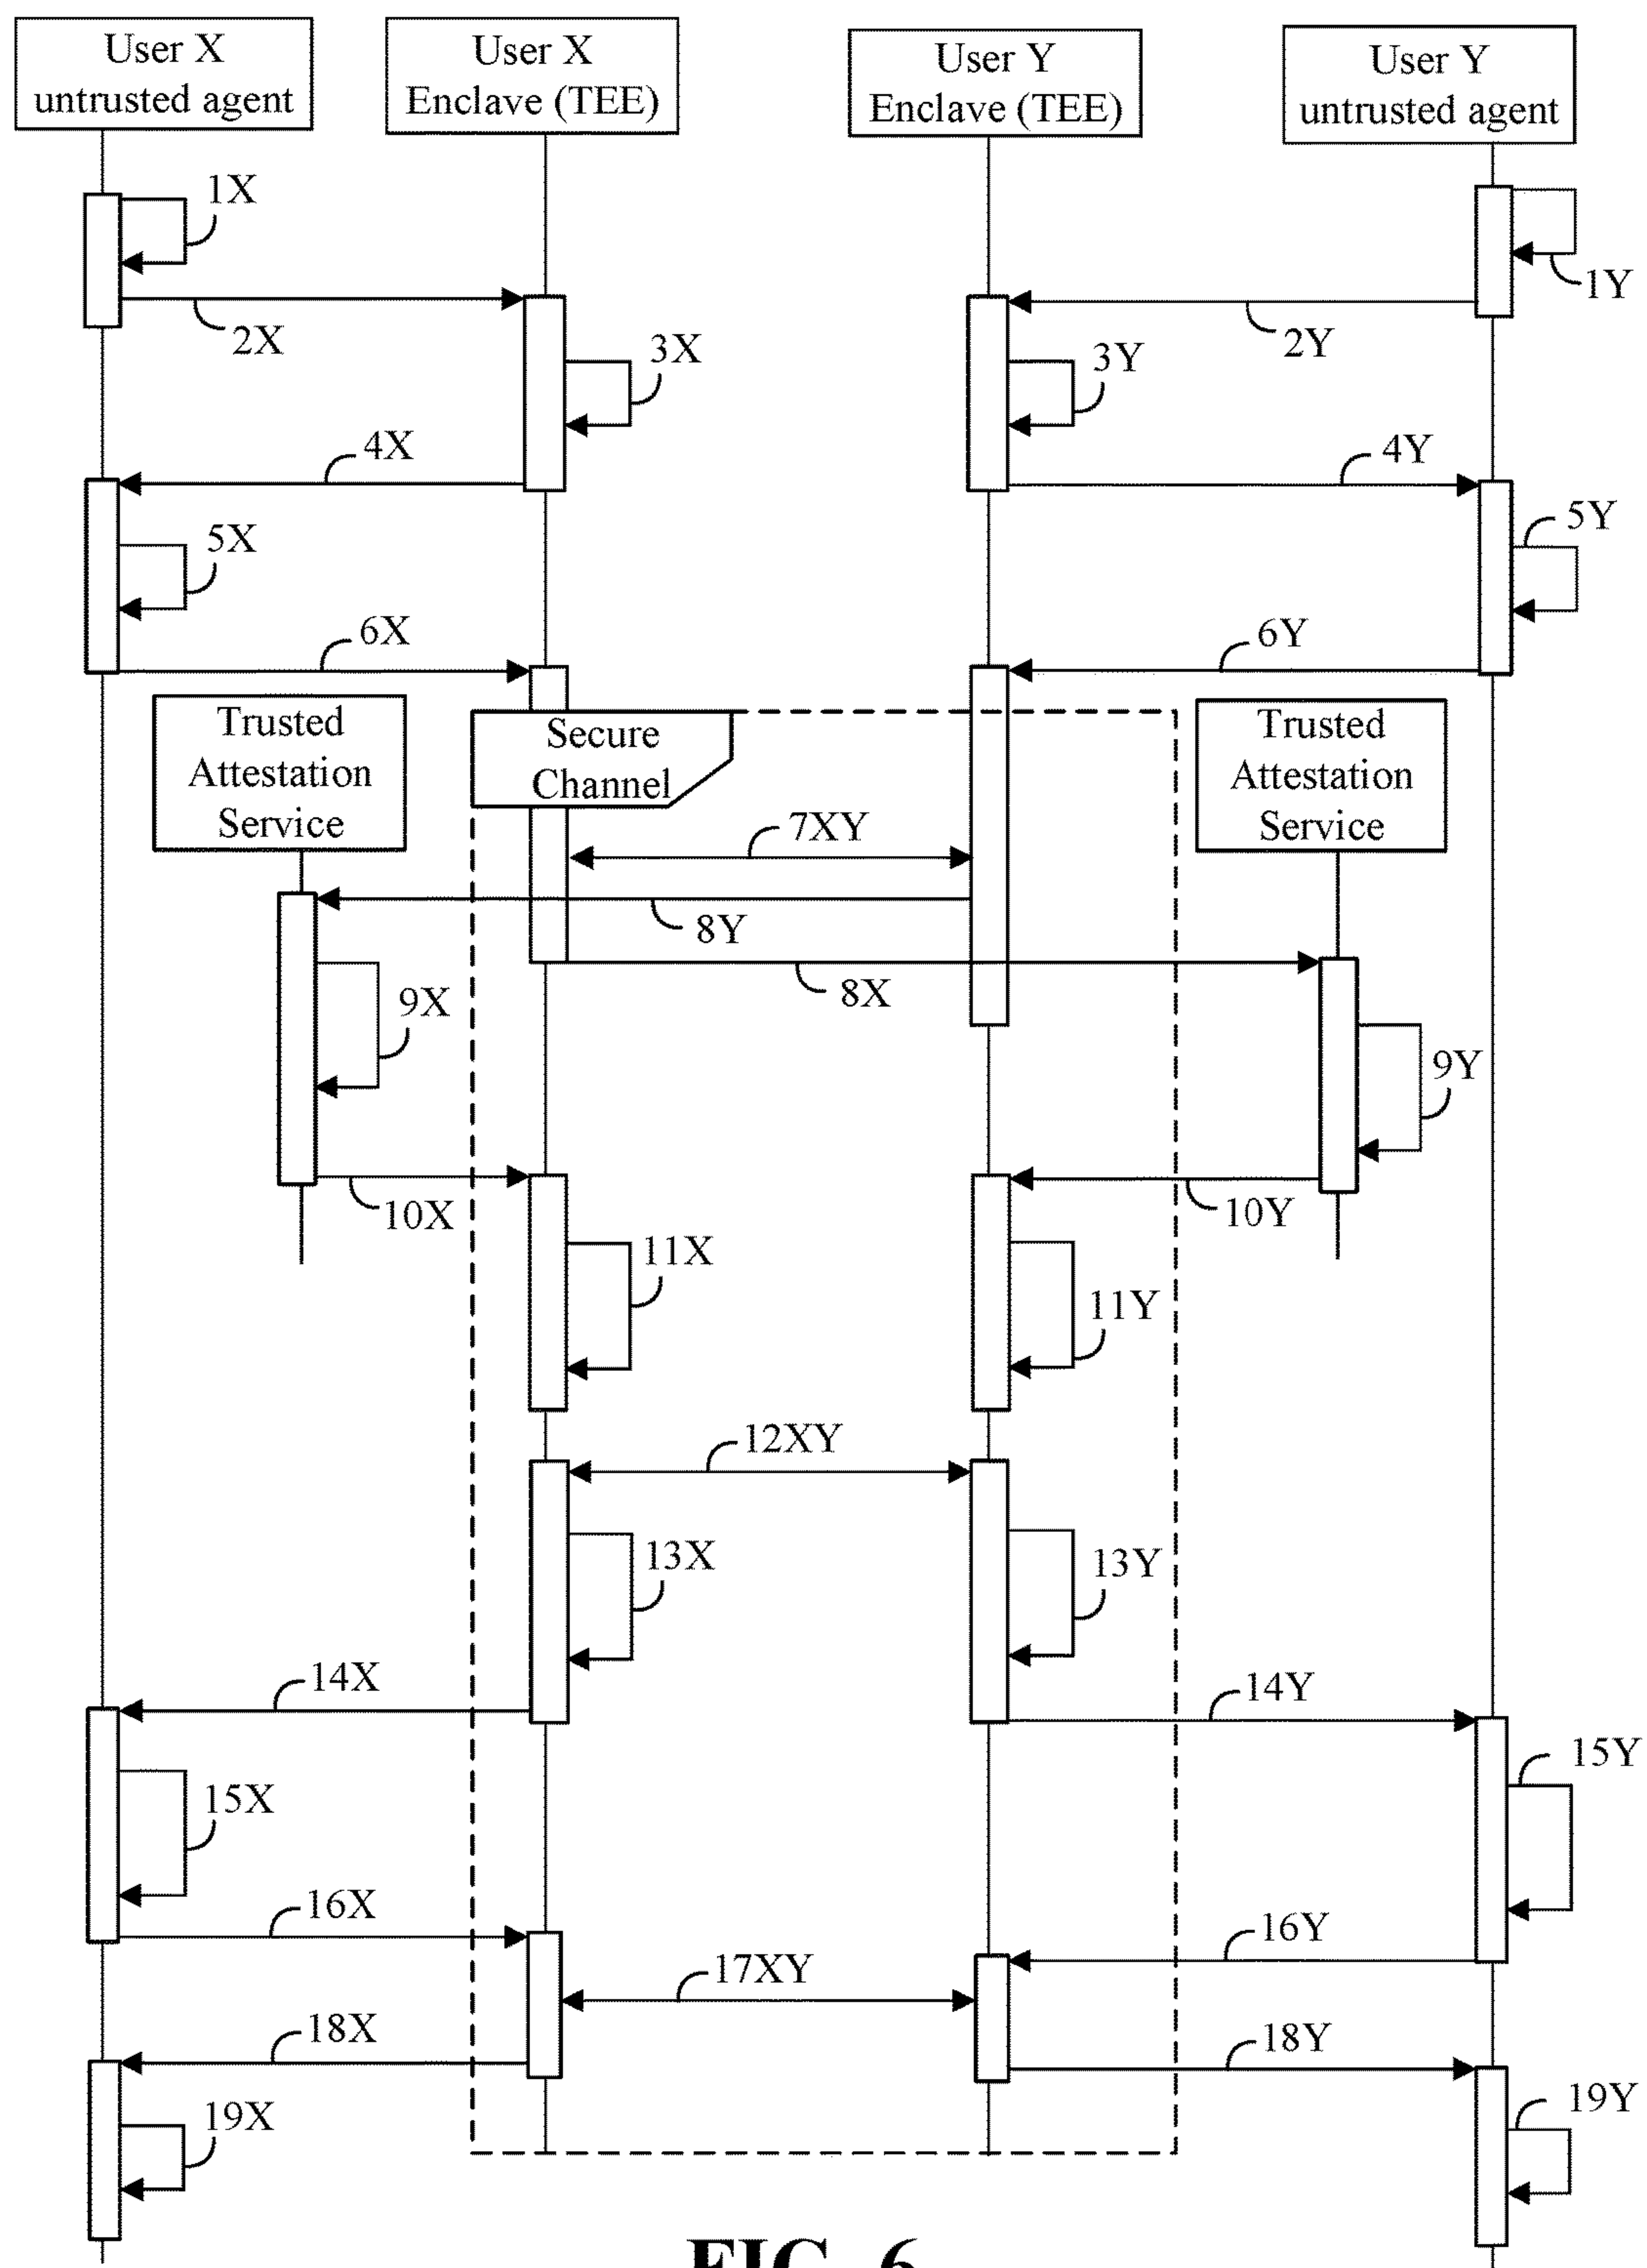 User X
untrusted agent
User X
Enclave (TEE)
User Y
Enclave (TEE)
User Y
untrusted agent
1X
1Y
2X
2Y
3X
3Y
4X
4Y
5X
5Y
6X
6Y
Trusted
Attestation
Service
Secure
Channel
Trusted
Attestation
Service
7XY
8Y
8X
9X
9Y
10X
10Y
11X
11Y
12XY
13X
13Y
14X
14Y
15X
15Y
16X
16Y
17XY
18X
18Y
19X
19Y
FIG. 6